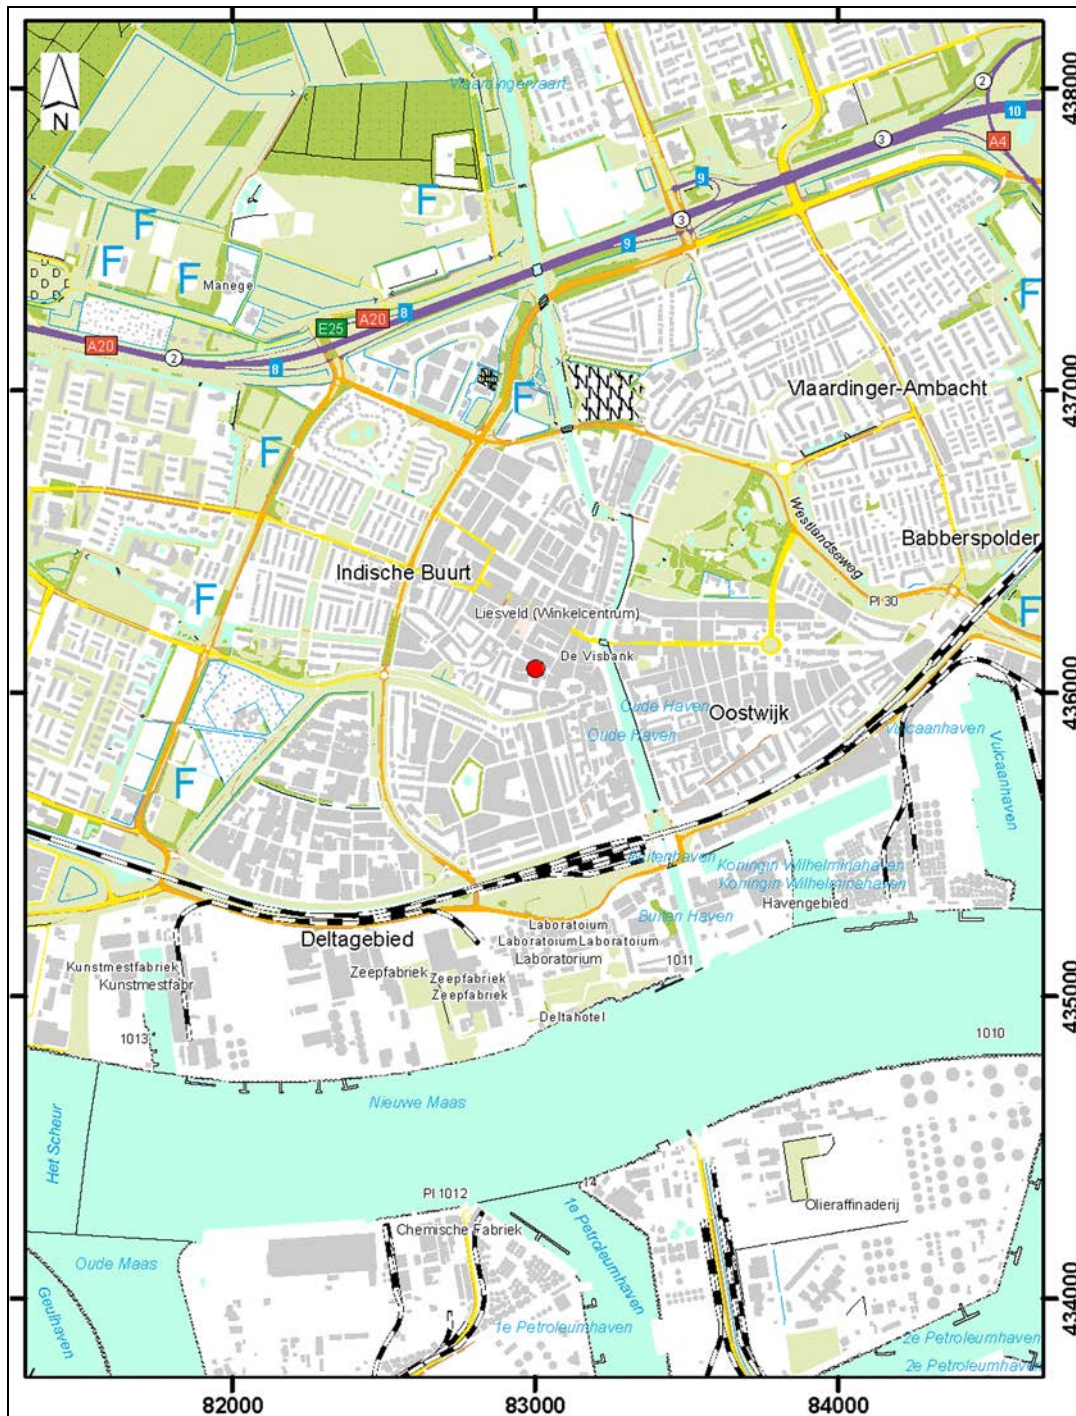 N
Vlaardingervaart
2
10
438000
3
A4
9
F
3
F
9
F
F
Manege
D D D D D D D D
F
E25
A20
8
A20
2
8
437000
Vlaardinger-Ambacht
F
F
Westlandseweg
Babberspolder
Indische Buurt
PI 30
F
F
Liesveld (Winkelcentrum)
De Visbank
436000
Oude Haven
Oostwijk
Oude Haven
Vulcaanhaven
Vulcaanhaven
F
Buitenhaven
Koningin Wilhelminahaven
Koningin Wilhelminahaven
Havengebied
Buiten Haven
Laboratoium
Deltagebied
Laboratoium Laboratoium
Laboratorium
1011
Kunstmestfabriek
Zeepfabriek
Zeepfabriek
Kunstmestfabr
Zeepfabriek
435000
Deltahotel
1013
1010
Nieuwe Maas
Het Scheur
PI 1012
14
1e Petroleumhaven
Olieraffinaderij
Chemische Fabriek
Oude Maas
434000
Geulhaven
1e Petroleumhaven
2e Petroleumhaven
2e Petroleumhaven
82000
83000
84000